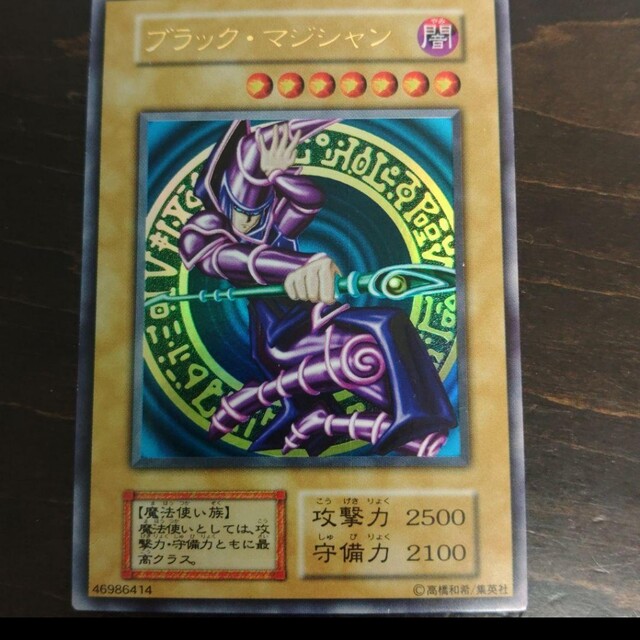 ブラック・マジシャン
やみ
闇
【魔法使い族】
魔法使いとしては、攻
撃力・守備力ともに最
高クラス。
こう げき りょく
攻撃力 2500
しゅ び りょく
守備力 2100
46986414
©高橋和希/集英社